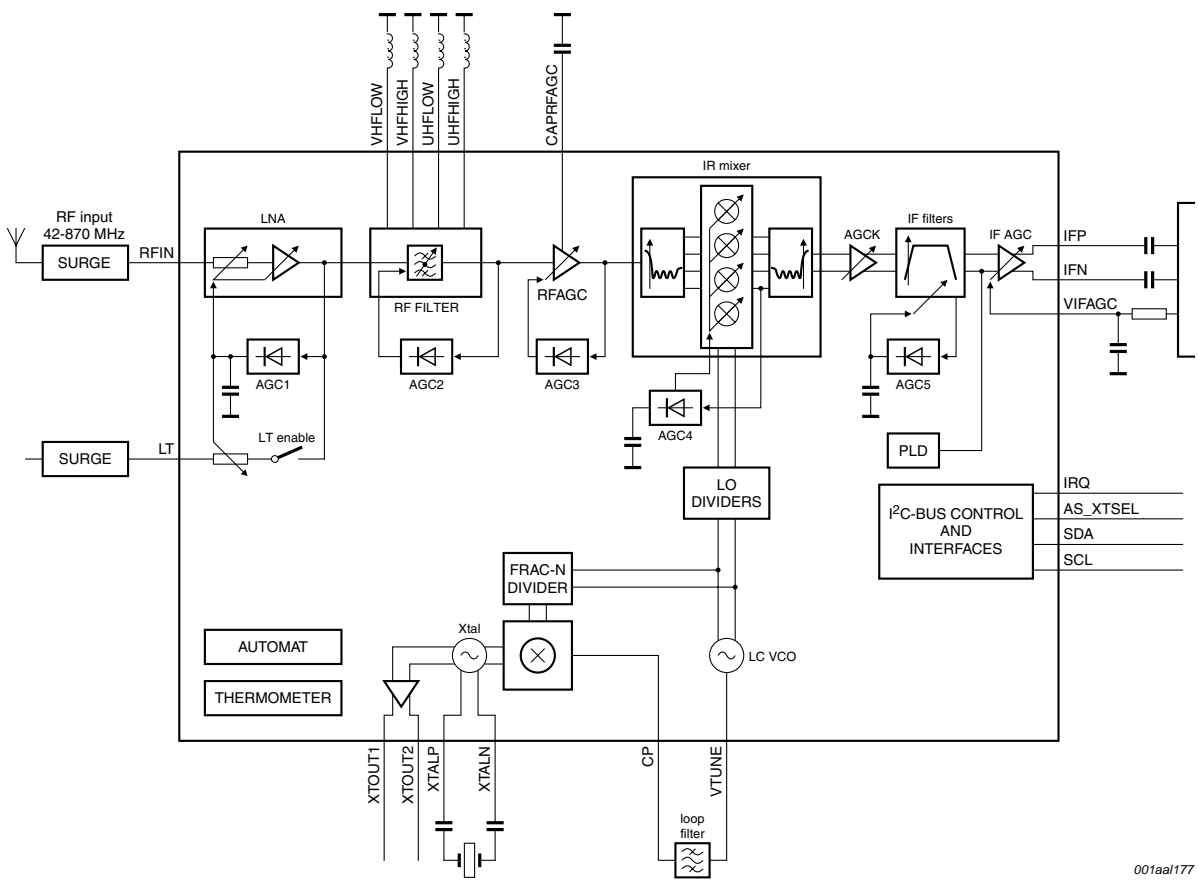 VHFLOW
VHFHIGH
UHFLOW
UHFHIGH
CAPRFAGC
IR mixer
RF input
42-870 MHz
SURGE
RFIN
LNA
RF FILTER
RFAGC
AGCK
IF filters
IF AGC
IFP
IFN
VIFAGC
AGC1
AGC2
AGC3
AGC4
AGC5
SURGE
LT
LT enable
PLD
LO
DIVIDERS
I²C-BUS CONTROL
AND
INTERFACES
IRQ
AS_XTSEL
SDA
SCL
FRAC-N
DIVIDER
Xtal
LC VCO
AUTOMAT
THERMOMETER
XTOUT1
XTOUT2
XTALP
XTALN
CP
VTUNE
loop
filter
001aal177